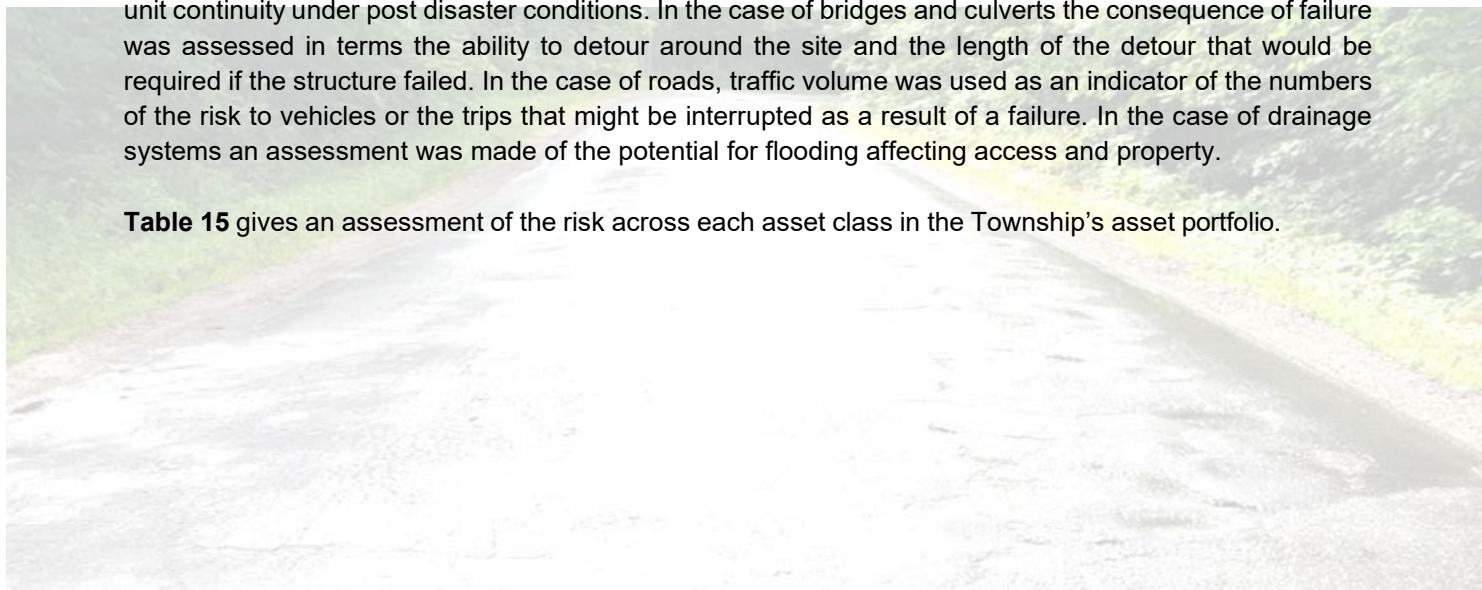 unit continuity under post disaster conditions. In the case of bridges and culverts the consequence of failure
was assessed in terms the ability to detour around the site and the length of the detour that would be
required if the structure failed. In the case of roads, traffic volume was used as an indicator of the numbers
of the risk to vehicles or the trips that might be interrupted as a result of a failure. In the case of drainage
systems an assessment was made of the potential for flooding affecting access and property.
Table 15 gives an assessment of the risk across each asset class in the Township’s asset portfolio.